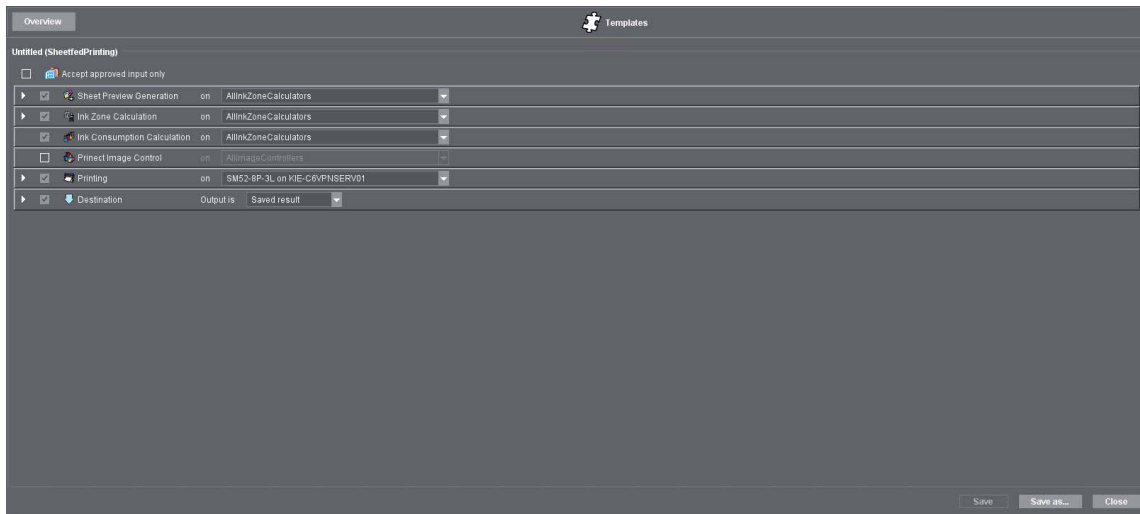 Overview
Templates
Untitled (SheetfedPrinting)
Accept approved input only
Sheet Preview Generation on AllInkZoneCalculators
Ink Zone Calculation on AllInkZoneCalculators
Ink Consumption Calculation on AllInkZoneCalculators
Prinect Image Control on AllImageControllers
Printing on SM52-8P-3L on KIE-C6VPNSERV01
Destination Output is Saved result
Save Save as... Close